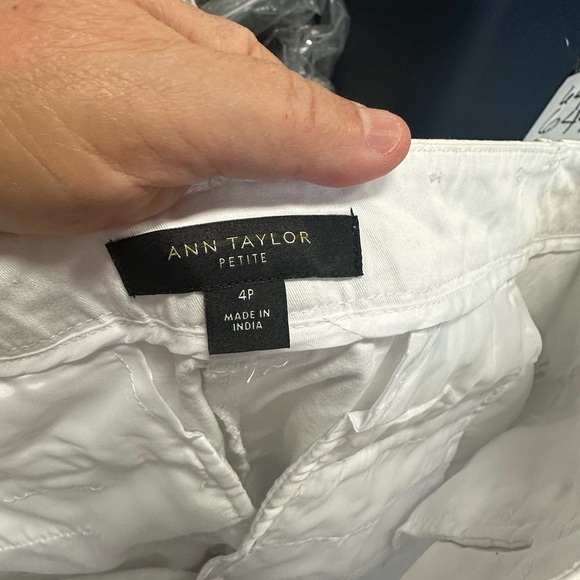 ANN TAYLOR
PETITE
4P
MADE IN
INDIA